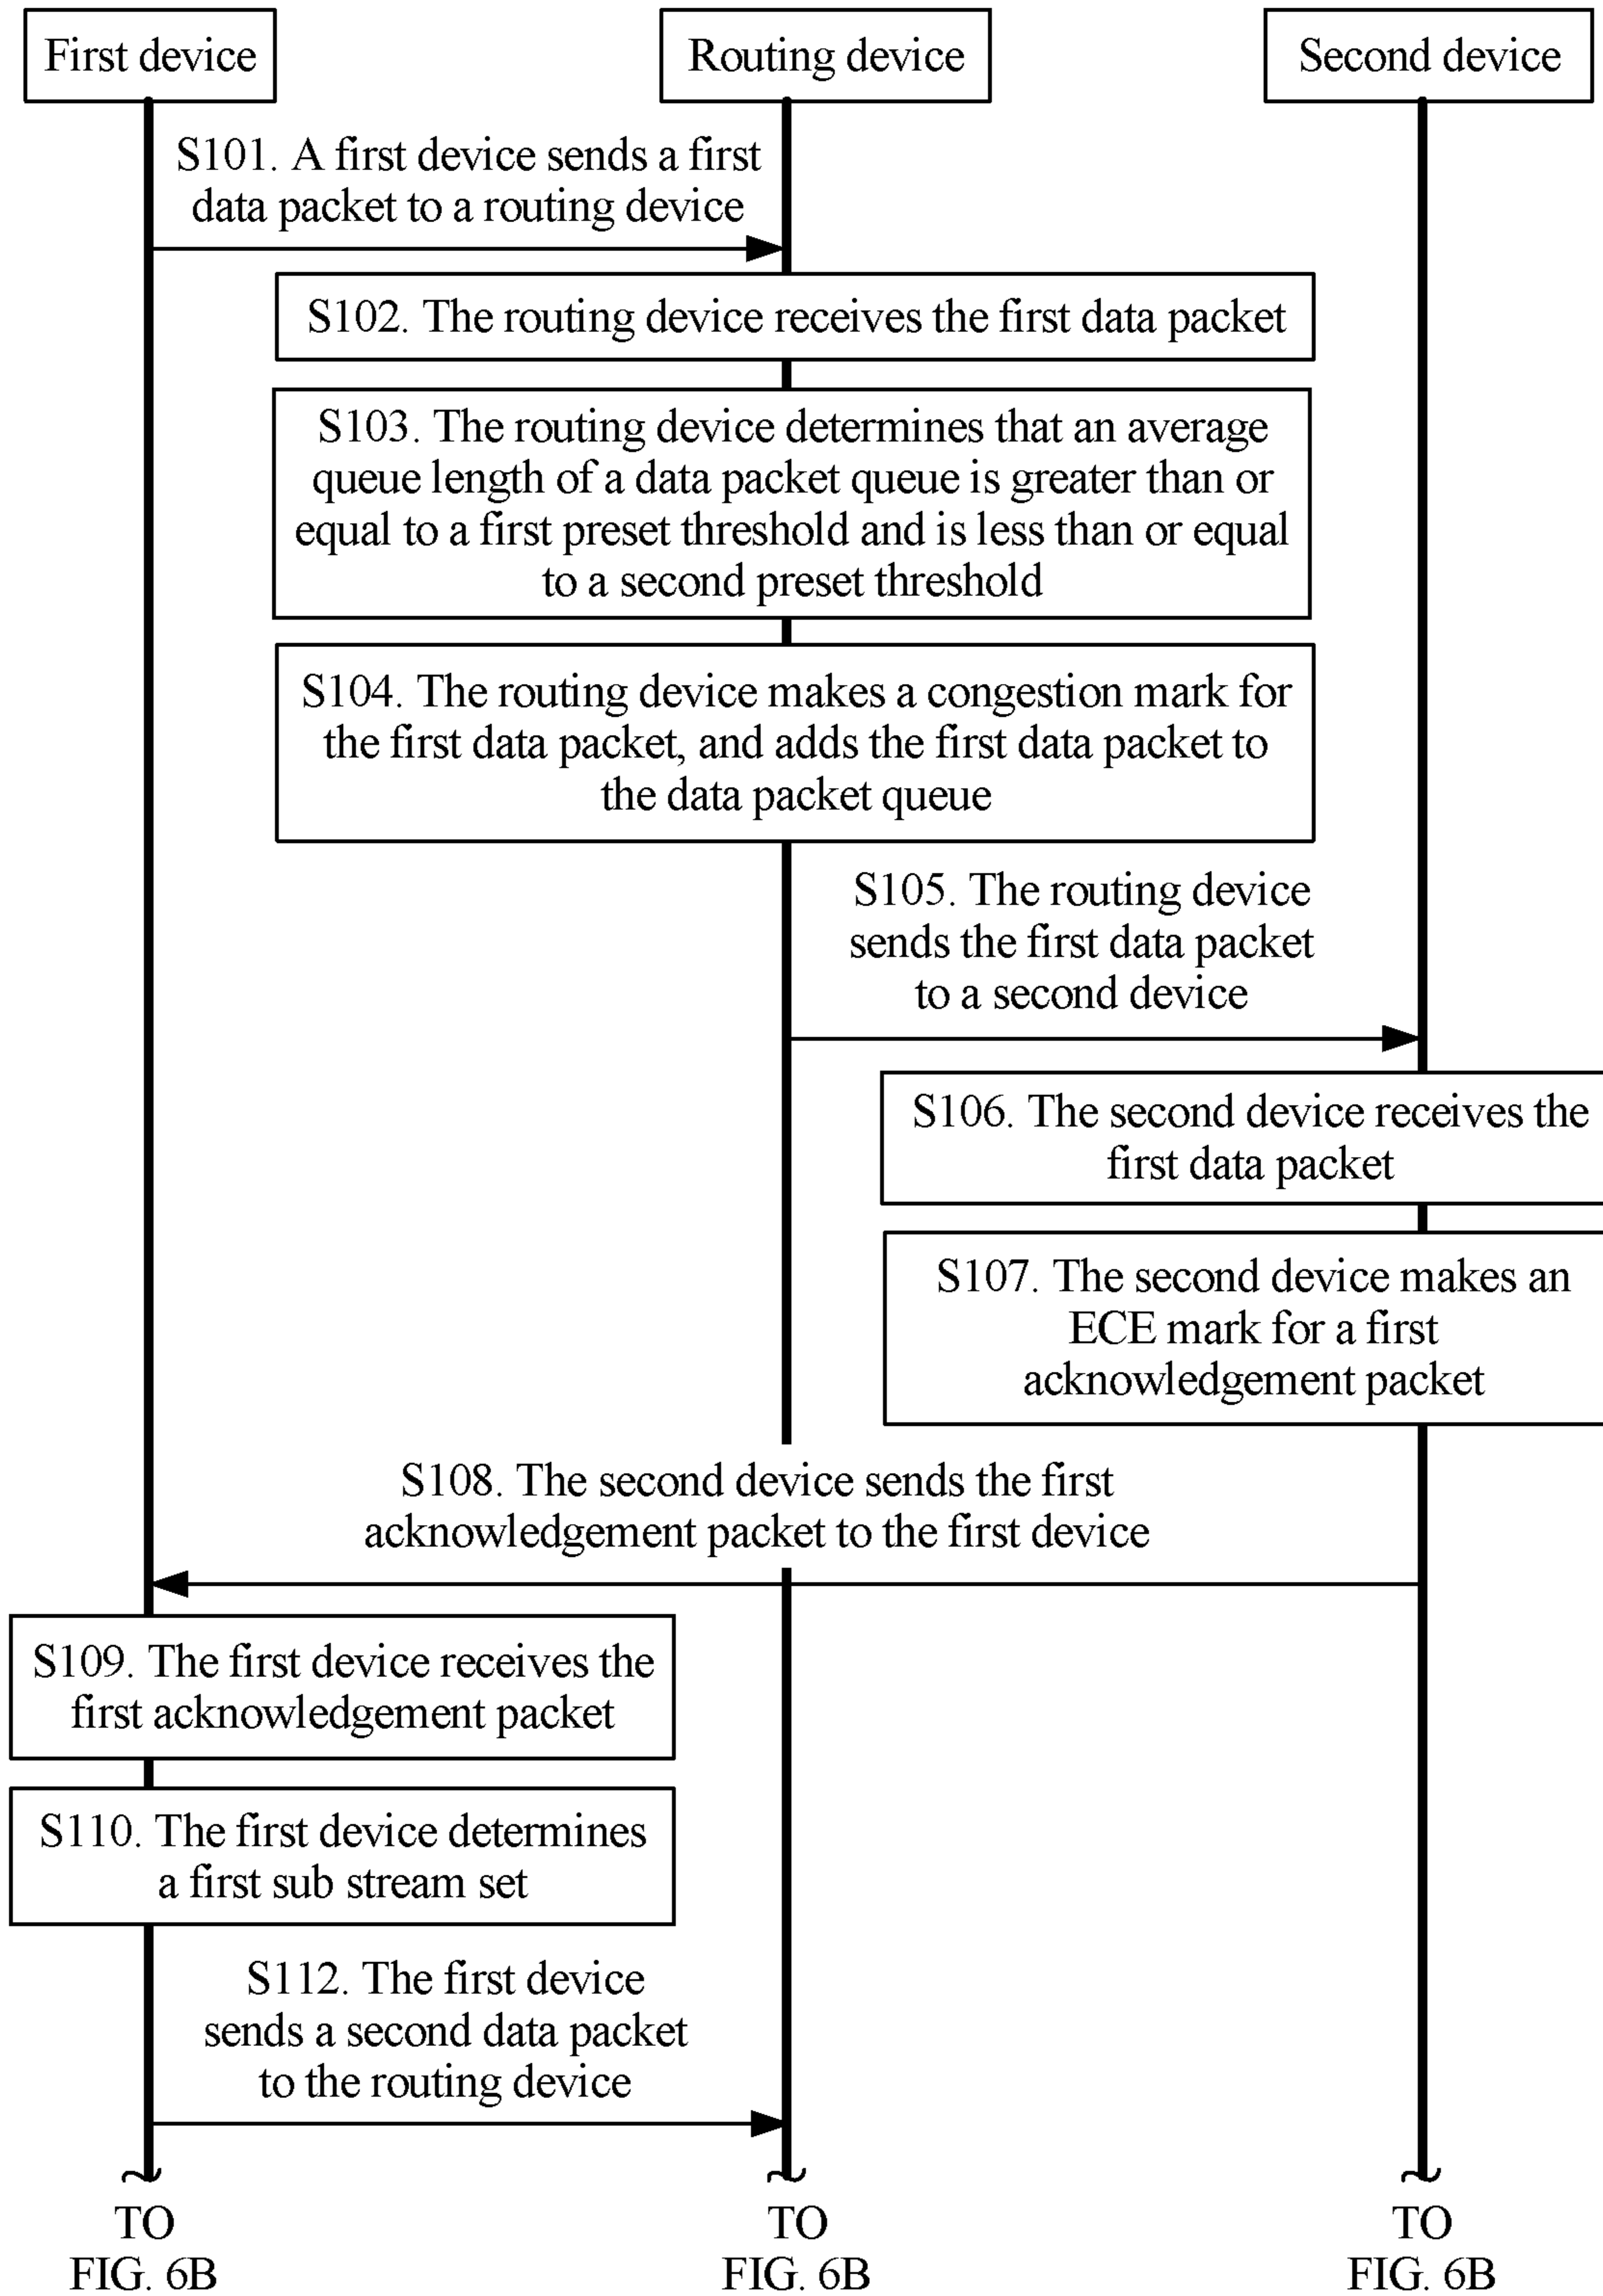 First device
Routing device
Second device
S101. A first device sends a first
data packet to a routing device
S102. The routing device receives the first data packet
S103. The routing device determines that an average
queue length of a data packet queue is greater than or
equal to a first preset threshold and is less than or equal
to a second preset threshold
S104. The routing device makes a congestion mark for
the first data packet, and adds the first data packet to
the data packet queue
S105. The routing device
sends the first data packet
to a second device
S106. The second device receives the
first data packet
S107. The second device makes an
ECE mark for a first
acknowledgement packet
S108. The second device sends the first
acknowledgement packet to the first device
S109. The first device receives the
first acknowledgement packet
S110. The first device determines
a first sub stream set
S112. The first device
sends a second data packet
to the routing device
TO
FIG. 6B
TO
FIG. 6B
TO
FIG. 6B